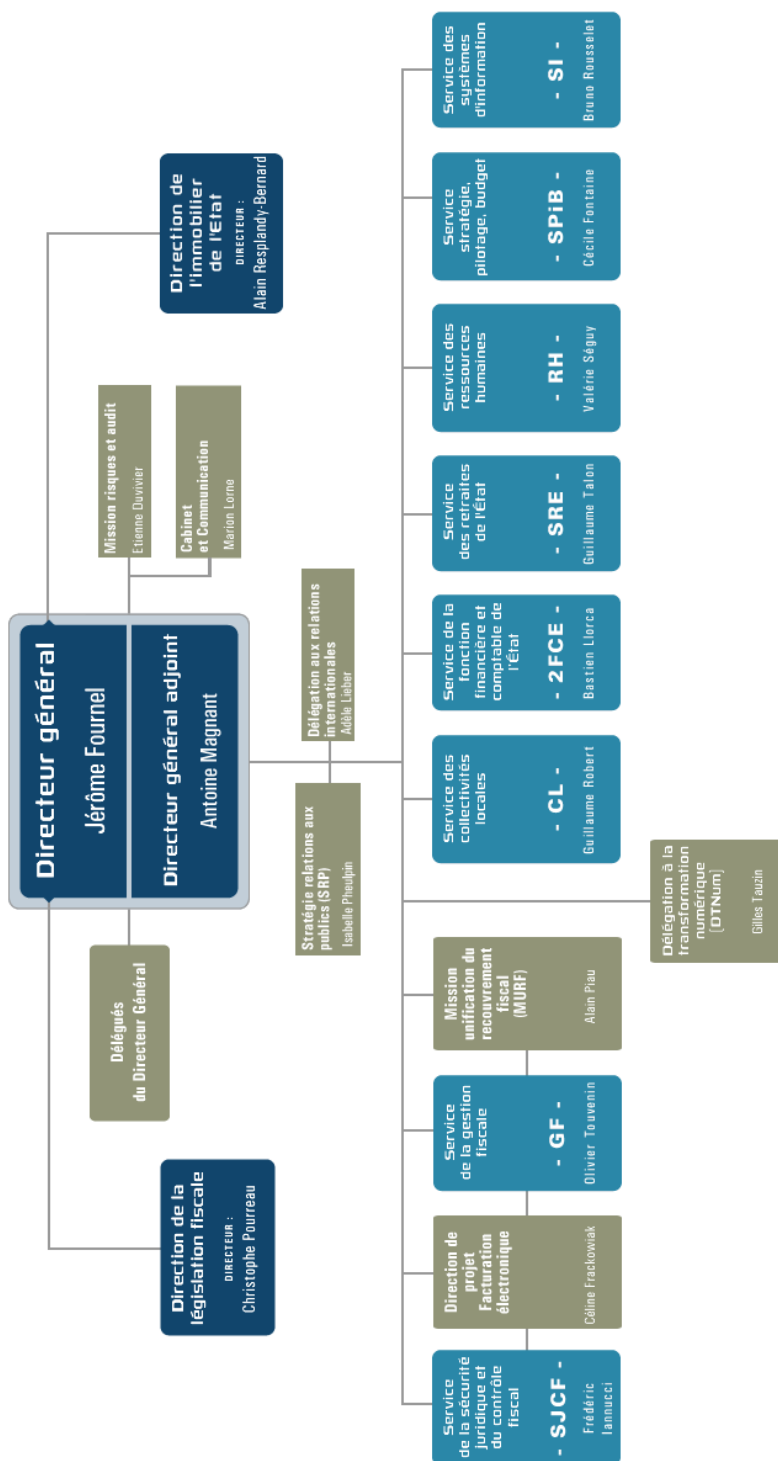 Directeur général
Jérôme Fournel
Directeur général adjoint
Antoine Magnant
Délégués
du Directeur Général
Mission risques et audit
Etienne Duvivier
Cabinet
et Communication
Marion Lorne
Direction de la
législation fiscale
DIRECTEUR :
Christophe Pourreau
Direction de
l'immobilier
de l'Etat
DIRECTEUR :
Alain Resplandy-Bernard
Stratégie relations aux
publics (SRP)
Isabelle Pheulpin
Délégation aux relations
internationales
Adèle Lieber
Service
de la sécurité
juridique et
du contrôle
fiscal
- SJCF -
Frédéric
Iannucci
Direction de
projet
Facturation
électronique
Céline Frackowiak
Service
de la gestion
fiscale
- GF -
Olivier Touvenin
Mission
unification du
recouvrement
fiscal
(MURF)
Alain Piau
Service des
collectivités
locales
- CL -
Guillaume Robert
Service de la
fonction
financière et
comptable de
l'État
- 2FCE -
Bastien Llorca
Service
des retraites
de l'État
- SRE -
Guillaume Talon
Service des
ressources
humaines
- RH -
Valérie Séguy
Service
stratégie,
pilotage, budget
- SPiB -
Cécile Fontaine
Service des
systèmes
d'information
- SI -
Bruno Rousselet
Délégation à la
transformation
numérique
(DTNum)
Gilles Tauzin